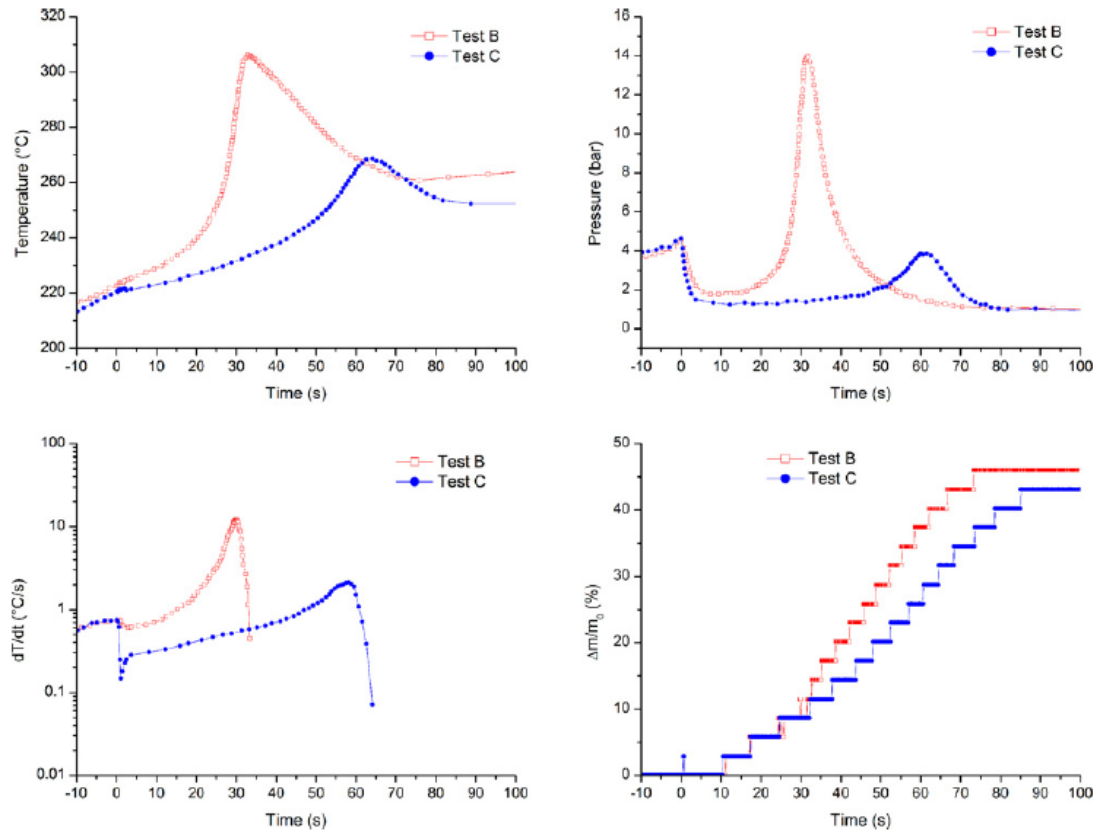 320
300
280
260
240
220
200
Temperature (°C)
Test B
Test C
-10 0 10 20 30 40 50 60 70 80 90 100
Time (s)
16
14
12
10
8
6
4
2
0
Pressure (bar)
Test B
Test C
-10 0 10 20 30 40 50 60 70 80 90 100
Time (s)
100
10
1
0.1
0.01
dT/dt (°C/s)
Test B
Test C
-10 0 10 20 30 40 50 60 70 80 90 100
Time (s)
50
40
30
20
10
0
Δm/m₀ (%)
Test B
Test C
-10 0 10 20 30 40 50 60 70 80 90 100
Time (s)